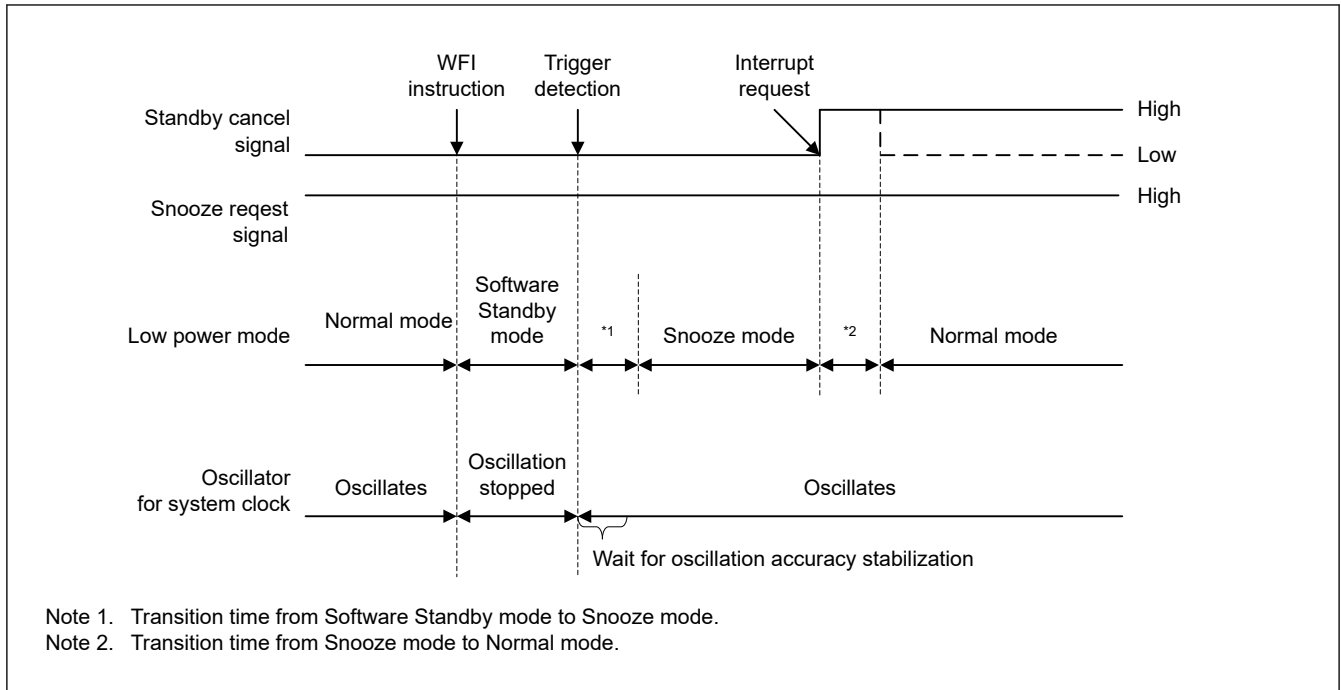 WFI
instruction
Trigger
detection
Interrupt
request
Standby cancel
signal
High
Low
Snooze reqest
signal
High
Low power mode
Normal mode
Software
Standby
mode
*1
Snooze mode
*2
Normal mode
Oscillator
for system clock
Oscillates
Oscillation
stopped
Oscillates
Wait for oscillation accuracy stabilization
Note 1. Transition time from Software Standby mode to Snooze mode.
Note 2. Transition time from Snooze mode to Normal mode.